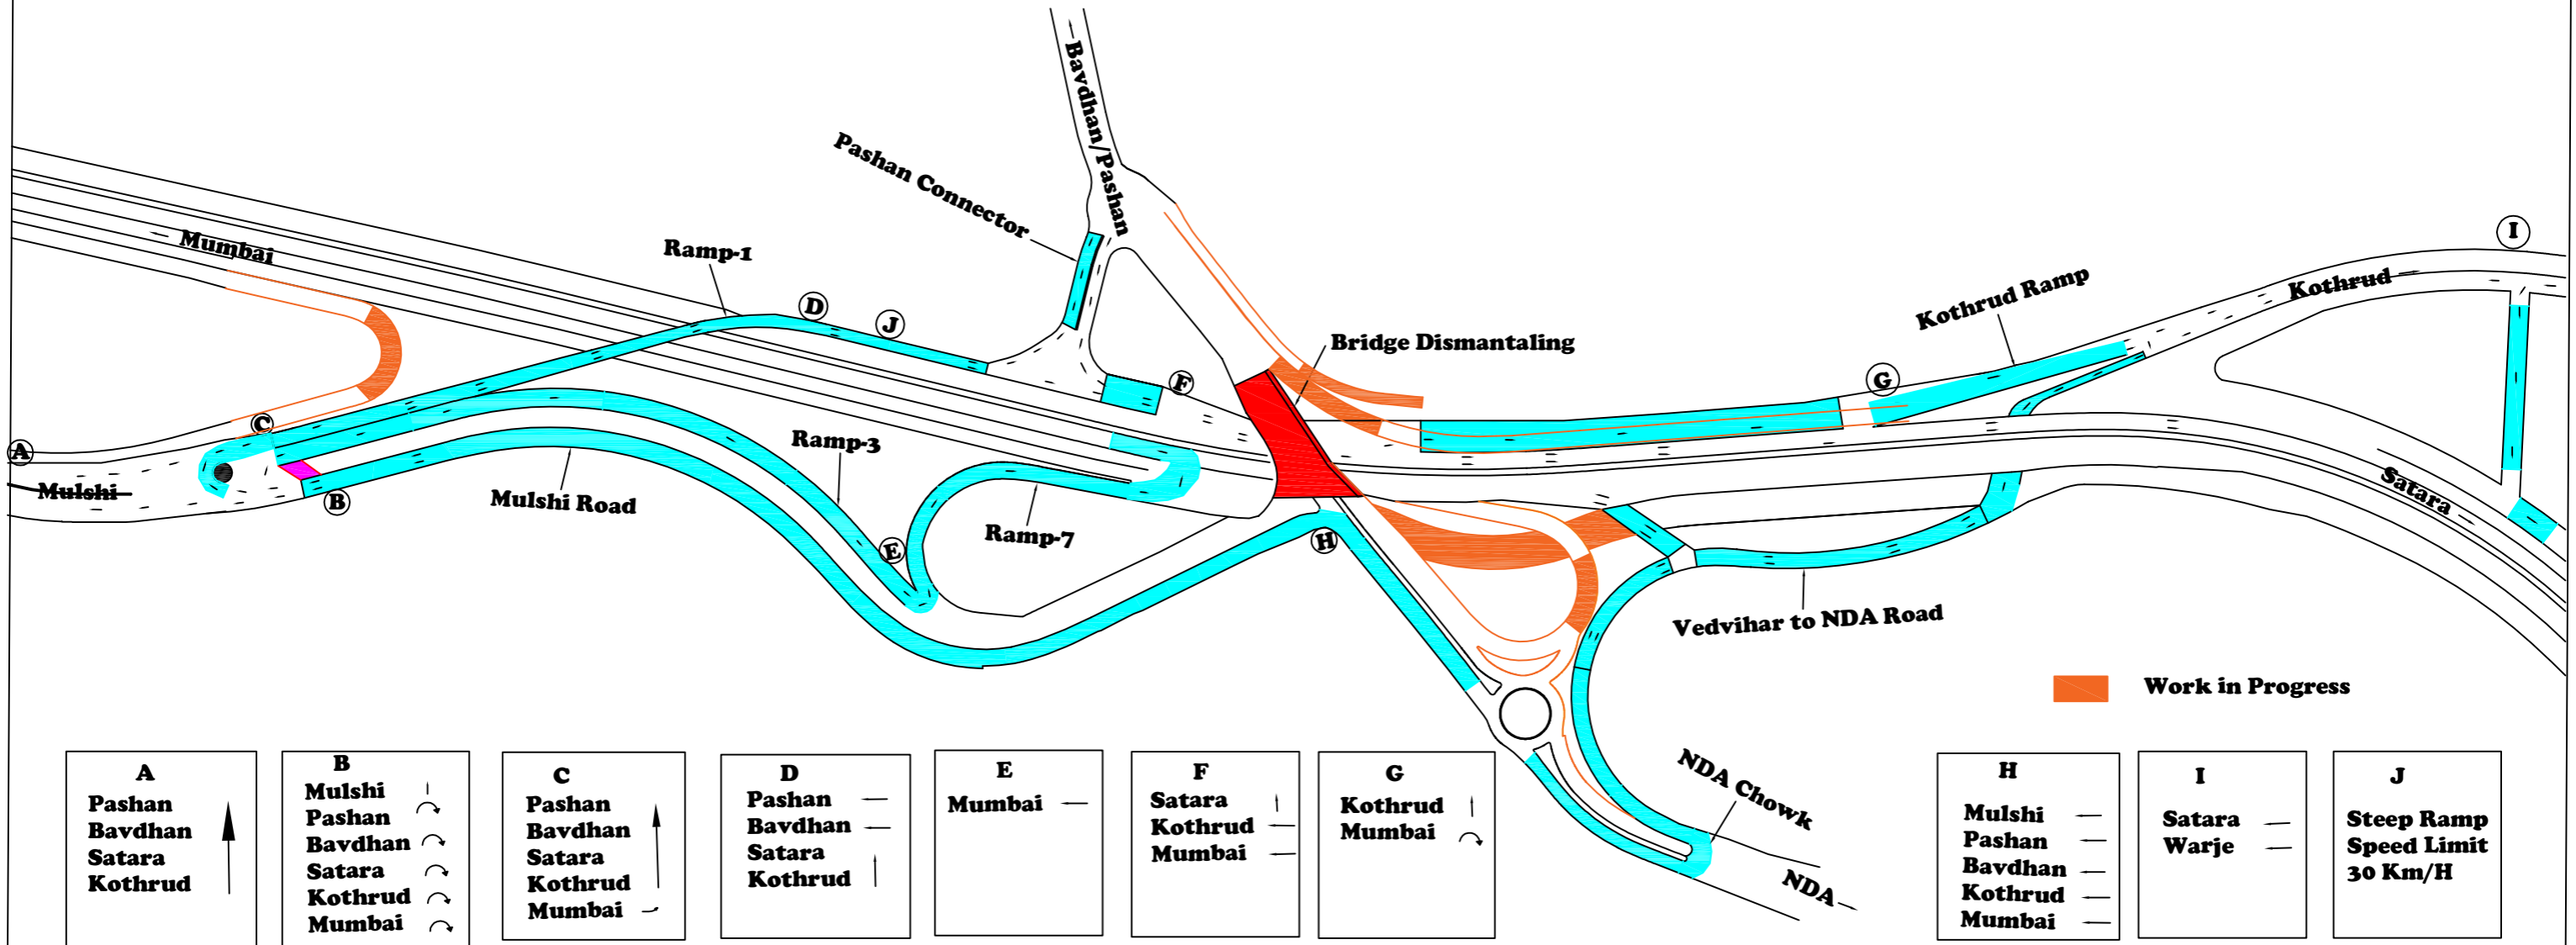 Bavdhan/Pashan
Pashan Connector
Mumbai
Ramp-1
D
J
I
Kothrud
Kothrud Ramp
Bridge Dismantaling
F
G
C
A
Ramp-3
Mulshi
B
Mulshi Road
Satara
E
Ramp-7
H
Vedvihar to NDA Road
Work in Progress
NDA Chowk
NDA
A
Pashan
Bavdhan
Satara
Kothrud
B
Mulshi
Pashan
Bavdhan
Satara
Kothrud
Mumbai
C
Pashan
Bavdhan
Satara
Kothrud
Mumbai
D
Pashan
Bavdhan
Satara
Kothrud
E
Mumbai
F
Satara
Kothrud
Mumbai
G
Kothrud
Mumbai
H
Mulshi
Pashan
Bavdhan
Kothrud
Mumbai
I
Satara
Warje
J
Steep Ramp
Speed Limit
30 Km/H